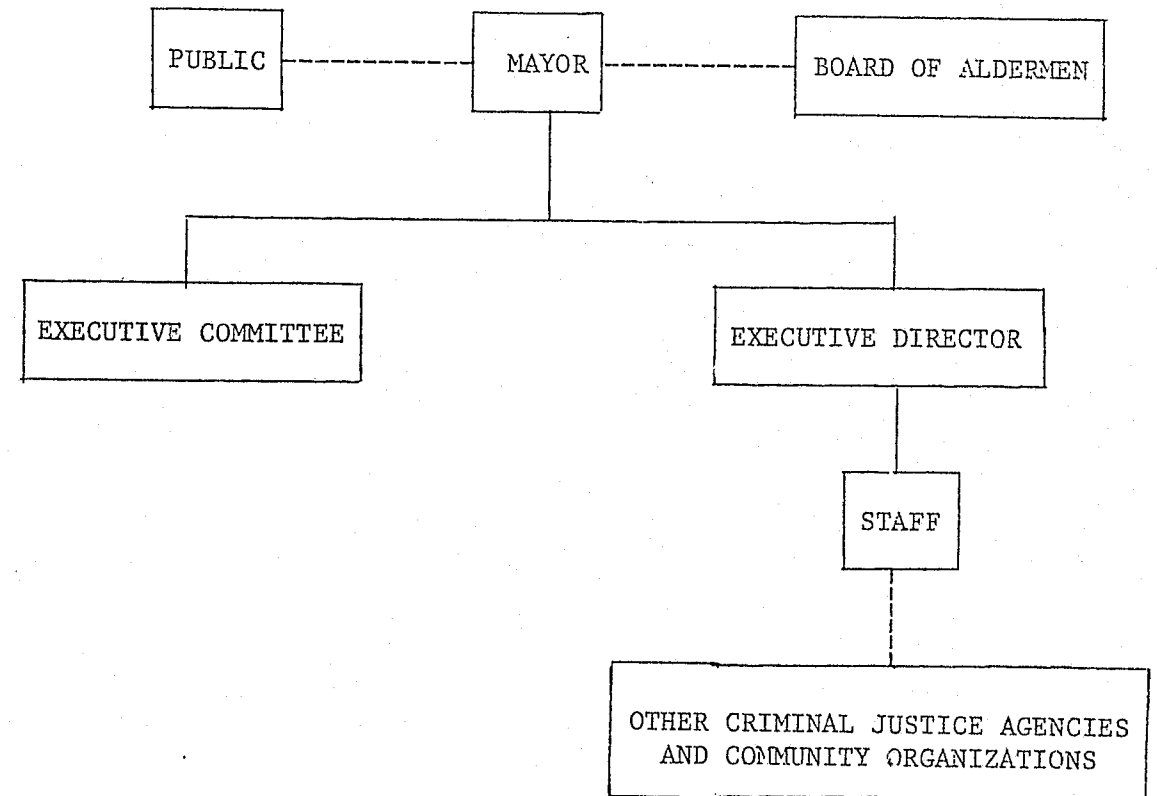 PUBLIC
MAYOR
BOARD OF ALDERMEN
EXECUTIVE COMMITTEE
EXECUTIVE DIRECTOR
STAFF
OTHER CRIMINAL JUSTICE AGENCIES
AND COMMUNITY ORGANIZATIONS